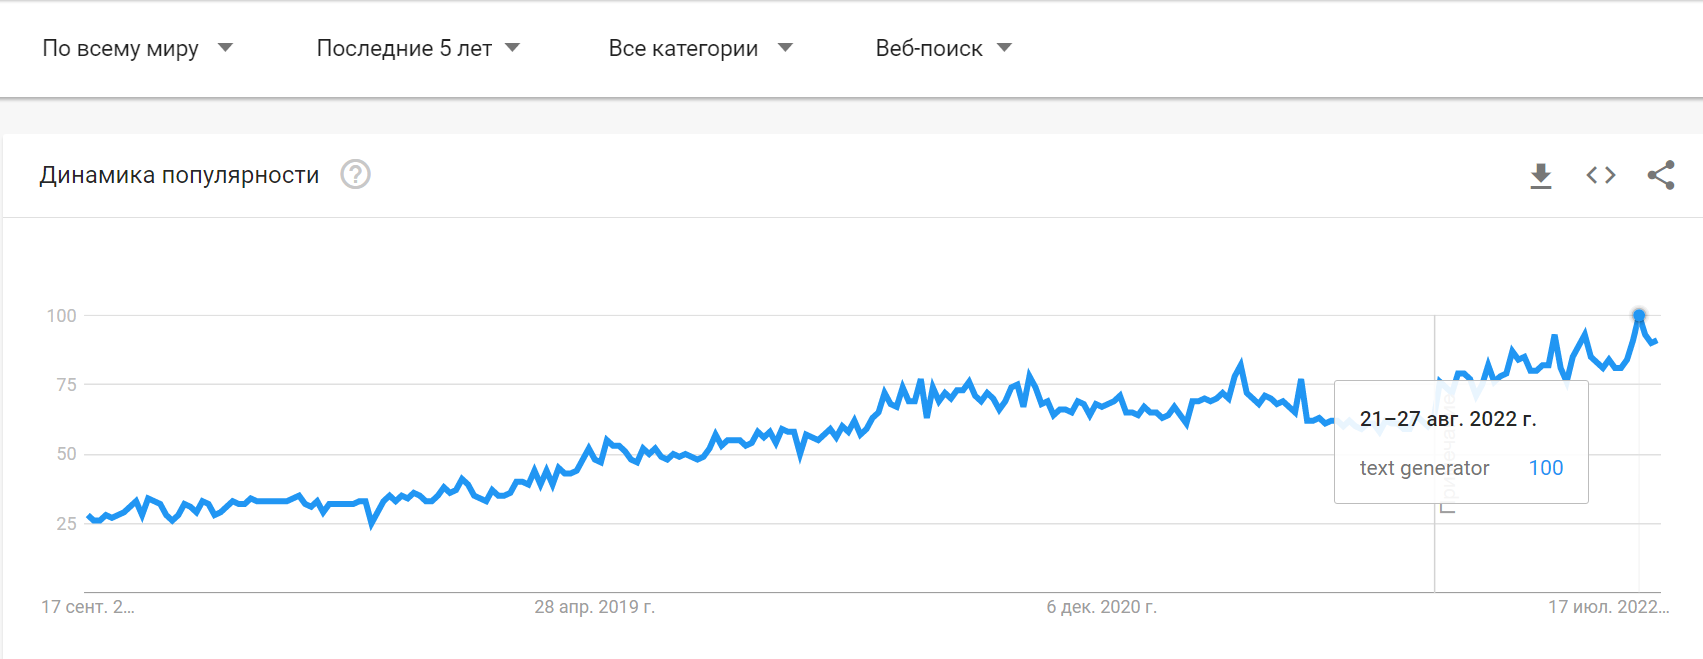 По всему миру
Последние 5 лет
Все категории
Веб-поиск
Динамика популярности
?
100
75
50
25
21–27 авг. 2022 г.
text generator 100
17 сент. 2...
28 апр. 2019 г.
6 дек. 2020 г.
17 июл. 2022...